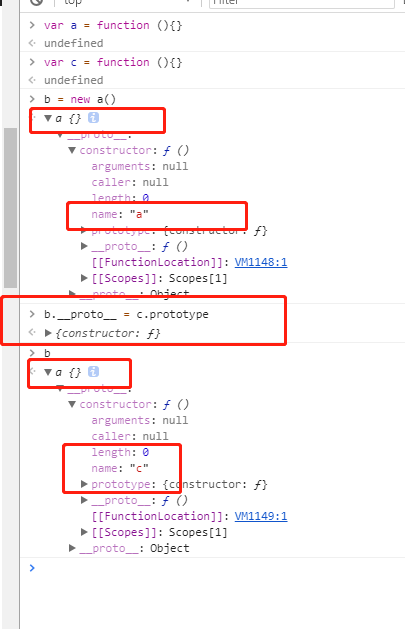 top
Filter
> var a = function (){}
< undefined
> var c = function (){}
< undefined
> b = new a()
▼ a {} i
▼ __proto__:
▼ constructor: ƒ ()
arguments: null
caller: null
length: 0
name: "a"
▶ prototype: {constructor: ƒ}
▶ __proto__: ƒ ()
[[FunctionLocation]]: VM1148:1
▶ [[Scopes]]: Scopes[1]
▶ __proto__: Object
> b.__proto__ = c.prototype
< ▶ {constructor: ƒ}
> b
< ▼ a {} i
▼ __proto__:
▼ constructor: ƒ ()
arguments: null
caller: null
length: 0
name: "c"
▶ prototype: {constructor: ƒ}
▶ __proto__: ƒ ()
[[FunctionLocation]]: VM1149:1
▶ [[Scopes]]: Scopes[1]
▶ __proto__: Object
>